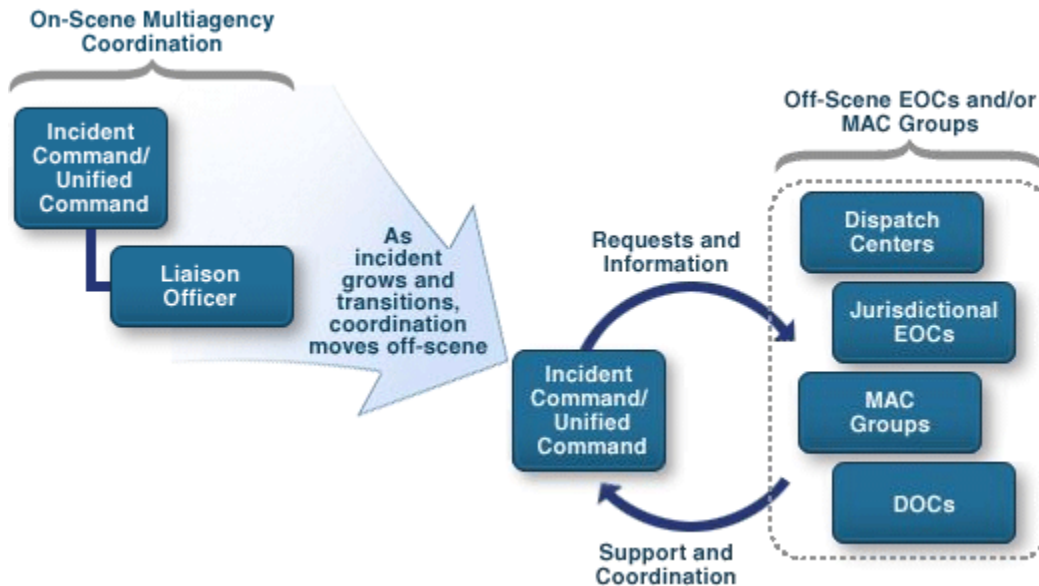 On-Scene Multiagency
Coordination
Incident
Command/
Unified
Command
Liaison
Officer
As
incident
grows and
transitions,
coordination
moves off-scene
Incident
Command/
Unified
Command
Requests and
Information
Support and
Coordination
Off-Scene EOCs and/or
MAC Groups
Dispatch
Centers
Jurisdictional
EOCs
MAC
Groups
DOCs